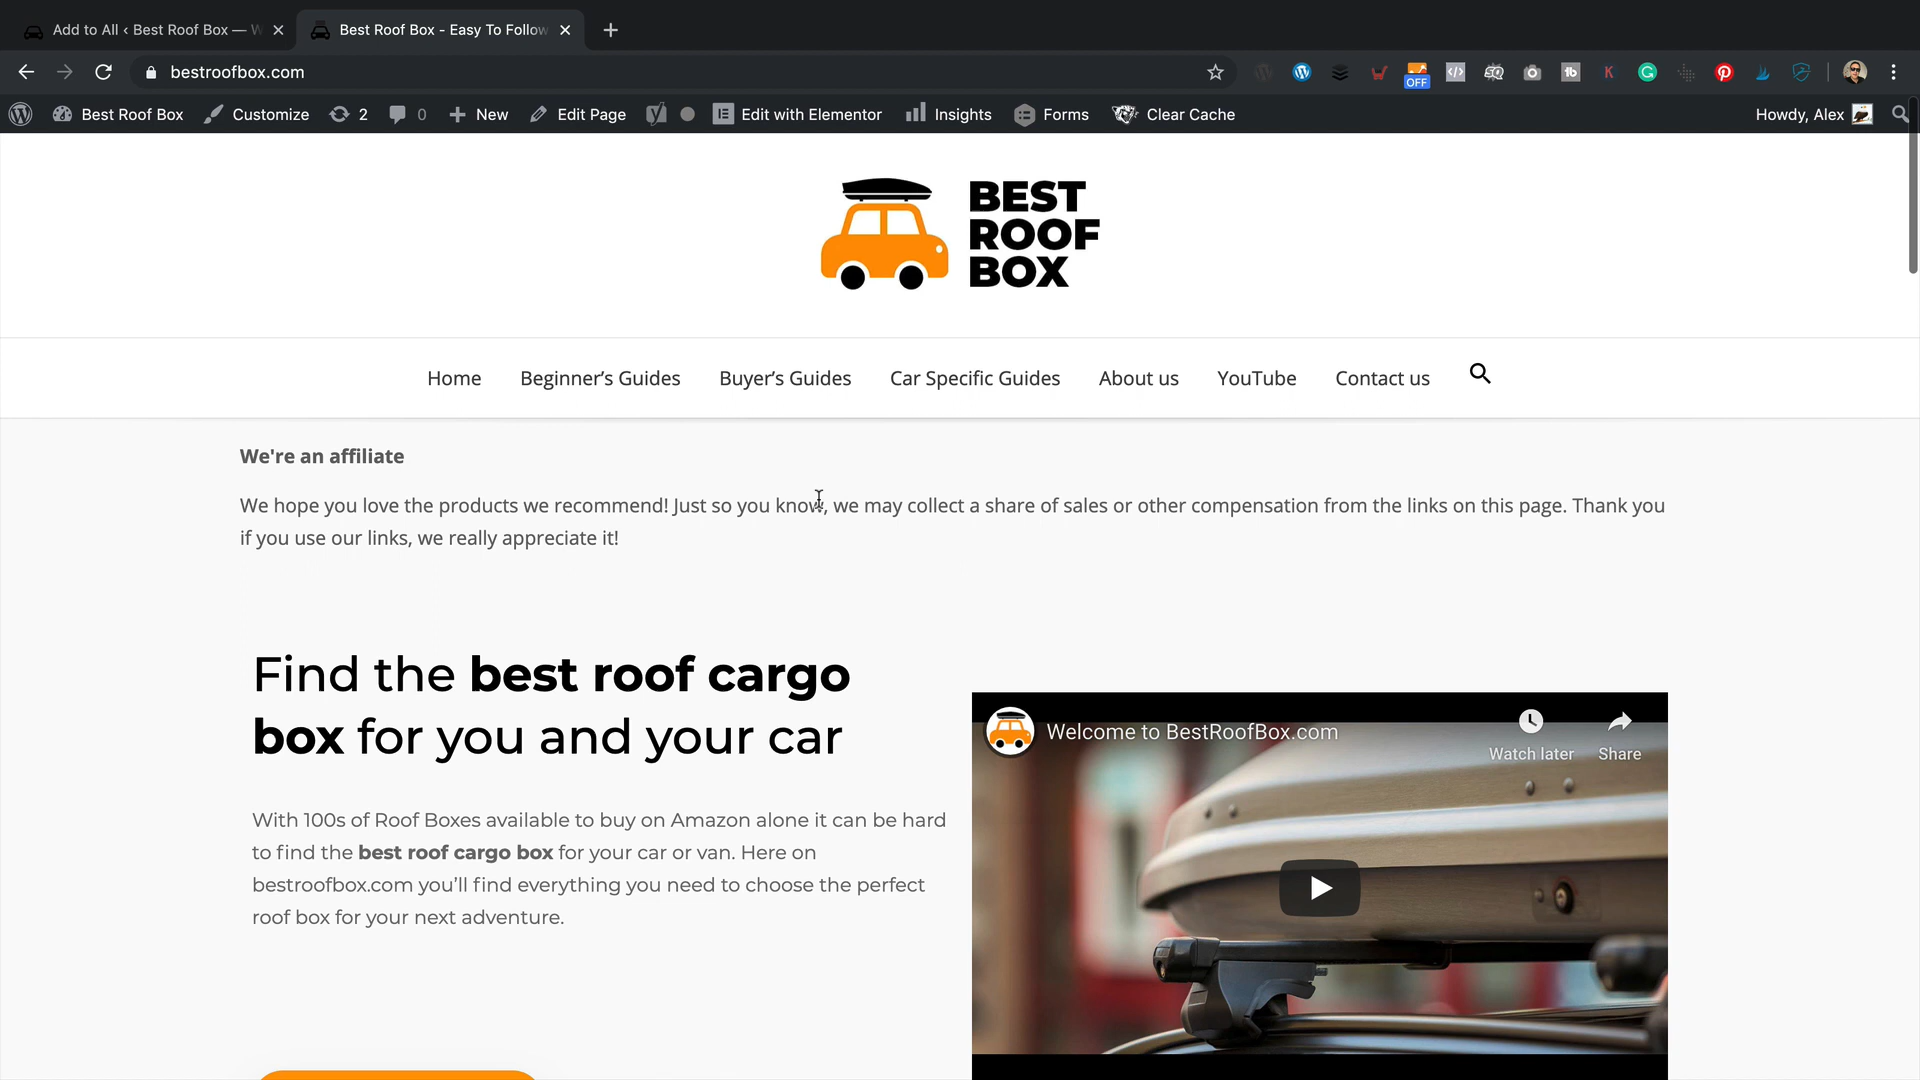 Add to All ‹ Best Roof Box — W
Best Roof Box - Easy To Follow
bestroofbox.com
OFF
Best Roof Box
Customize
2
0
New
Edit Page
Edit with Elementor
Insights
Forms
Clear Cache
Howdy, Alex
BEST
ROOF
BOX
Home
Beginner’s Guides
Buyer’s Guides
Car Specific Guides
About us
YouTube
Contact us
We're an affiliate
We hope you love the products we recommend! Just so you know, we may collect a share of sales or other compensation from the links on this page. Thank you
if you use our links, we really appreciate it!
Find the best roof cargo
box for you and your car
With 100s of Roof Boxes available to buy on Amazon alone it can be hard
to find the best roof cargo box for your car or van. Here on
bestroofbox.com you’ll find everything you need to choose the perfect
roof box for your next adventure.
Welcome to BestRoofBox.com
Watch later
Share